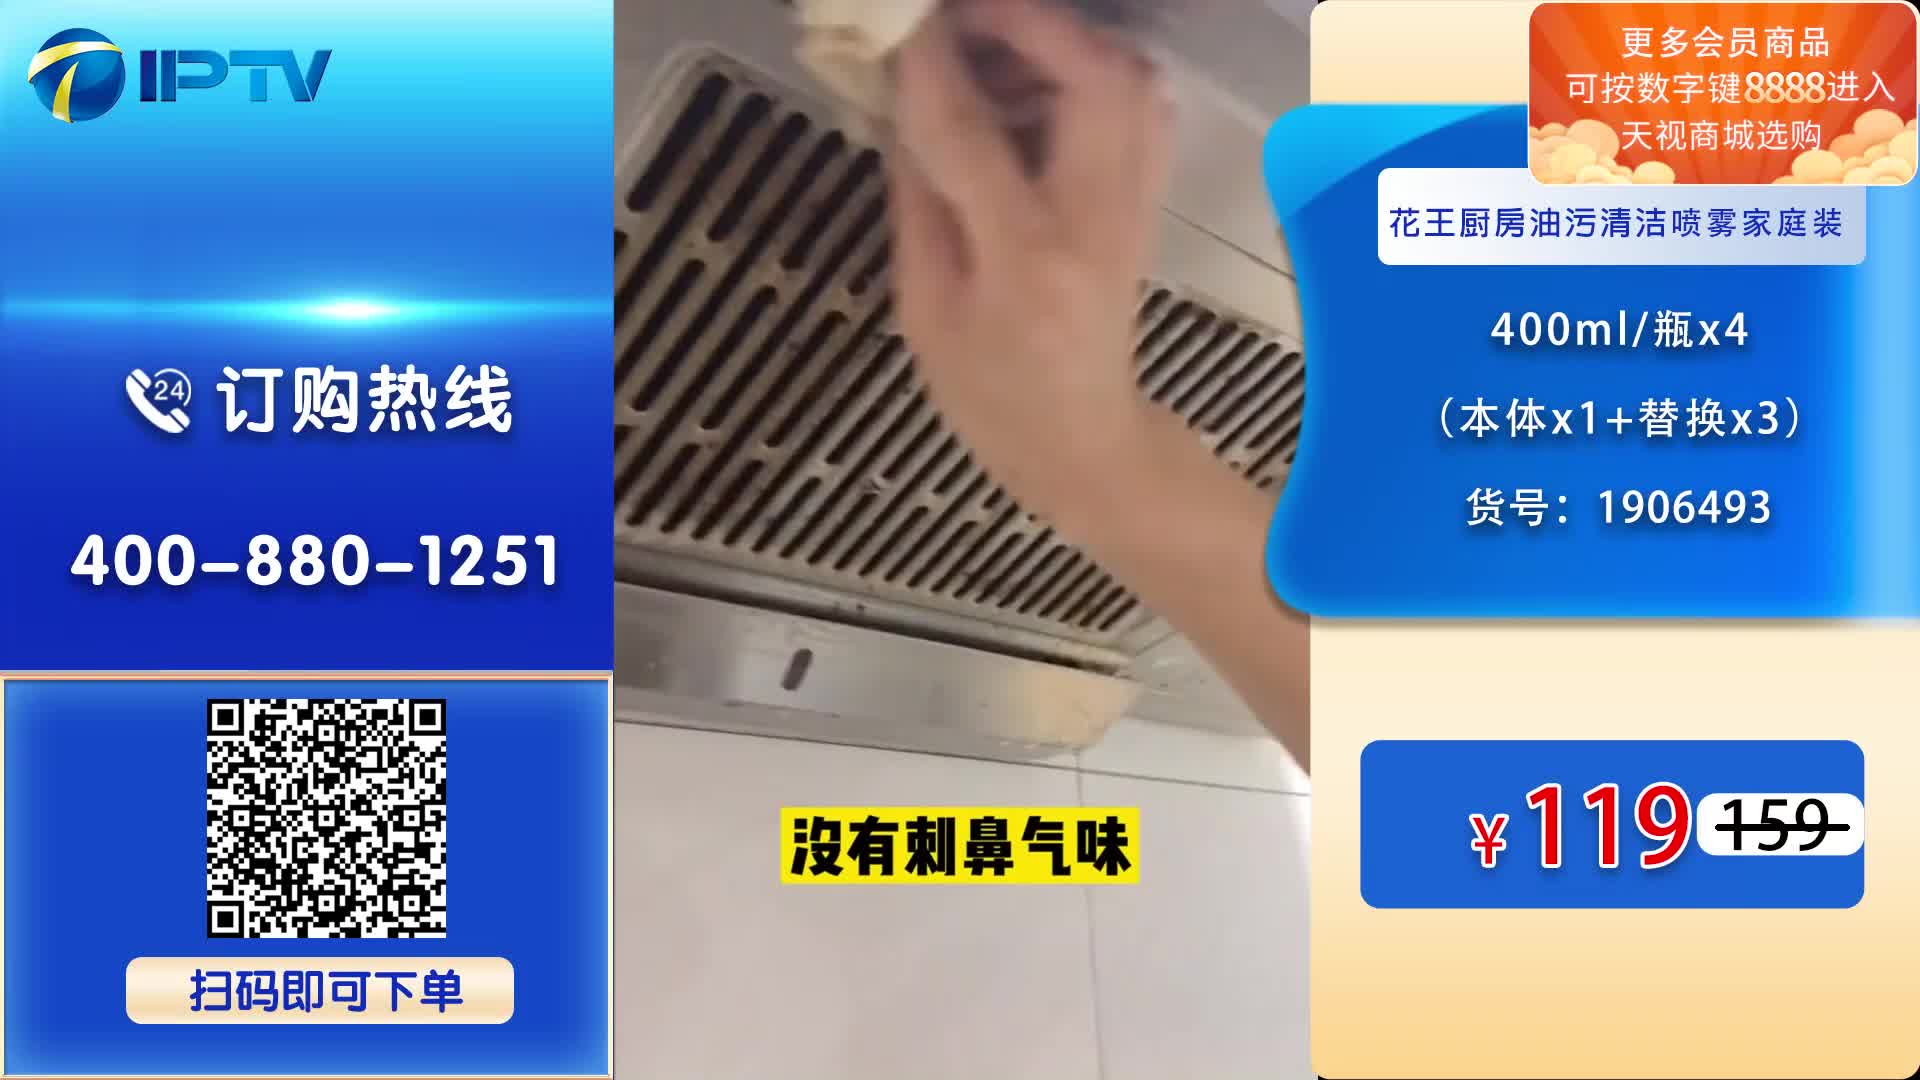 IPTV
24
订购热线
400-880-1251
扫码即可下单
没有刺鼻气味
更多会员商品
可按数字键8888进入
天视商城选购
花王厨房油污清洁喷雾家庭装
400ml/瓶x4
（本体x1+替换x3）
货号：1906493
¥119
159